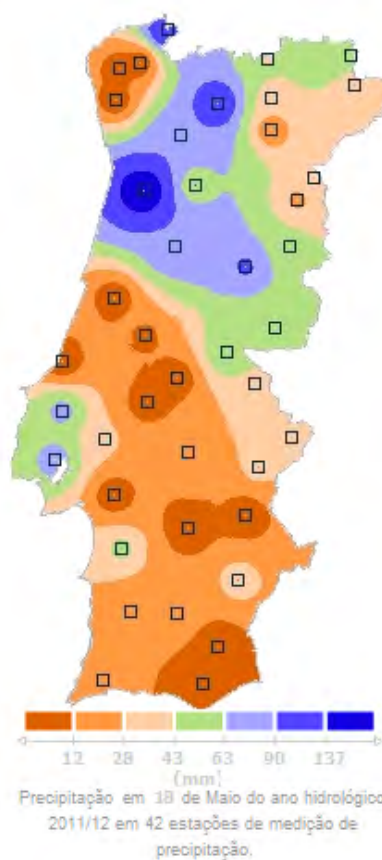 12 28 43 63 90 137
(mm)
Precipitação em 18 de Maio do ano hidrológico
2011/12 em 42 estações de medição de
precipitação.